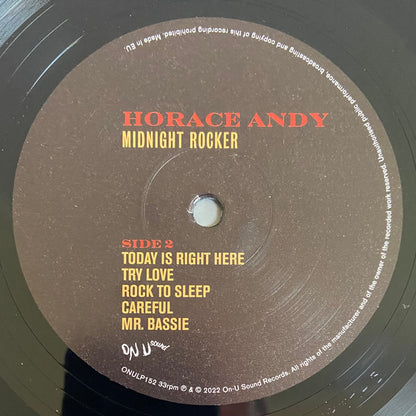 HORACE ANDY
MIDNIGHT ROCKER
SIDE 2
TODAY IS RIGHT HERE
TRY LOVE
ROCK TO SLEEP
CAREFUL
MR. BASSIE
ON U Sound
ONULP152 33rpm ℗ & © 2022 On-U Sound Records. All rights of the manufacturer and of the owner of the recorded work reserved. Unauthorised public performance, broadcasting and copying of this recording prohibited. Made in EU.